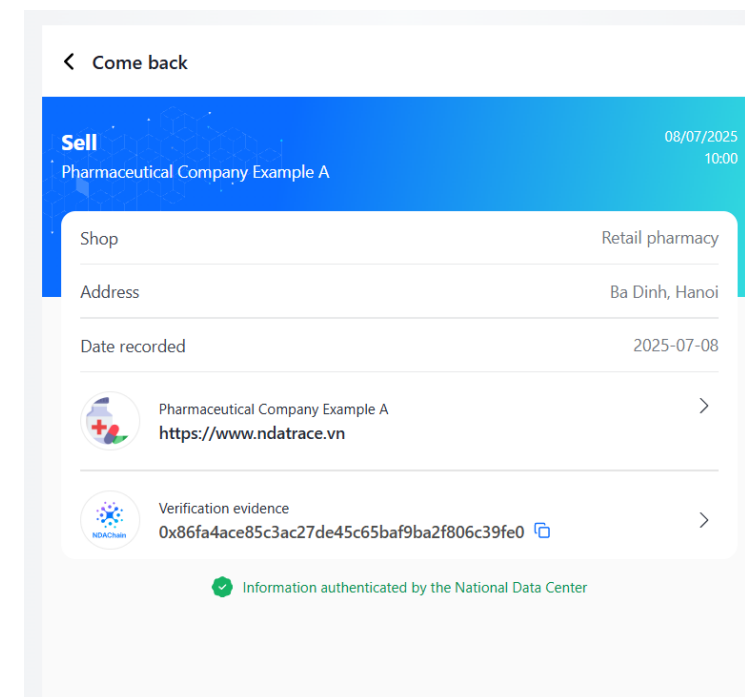 Come back
Sell
08/07/2025
Pharmaceutical Company Example A
10:00
Shop
Retail pharmacy
Address
Ba Dinh, Hanoi
Date recorded
2025-07-08
Pharmaceutical Company Example A
https://www.ndatrace.vn
Verification evidence
0x86fa4ace85c3ac27de45c65baf9ba2f806c39fe0
NDAChain
Information authenticated by the National Data Center